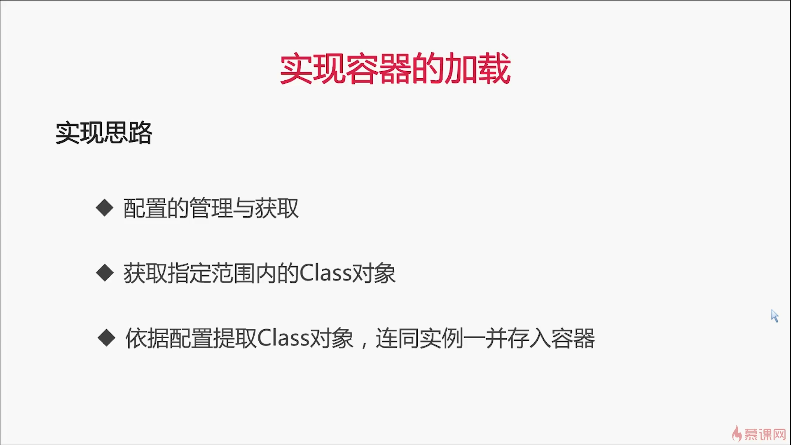 实现容器的加载
实现思路
◆ 配置的管理与获取
◆ 获取指定范围内的Class对象
◆ 依据配置提取Class对象，连同实例一并存入容器
慕课网